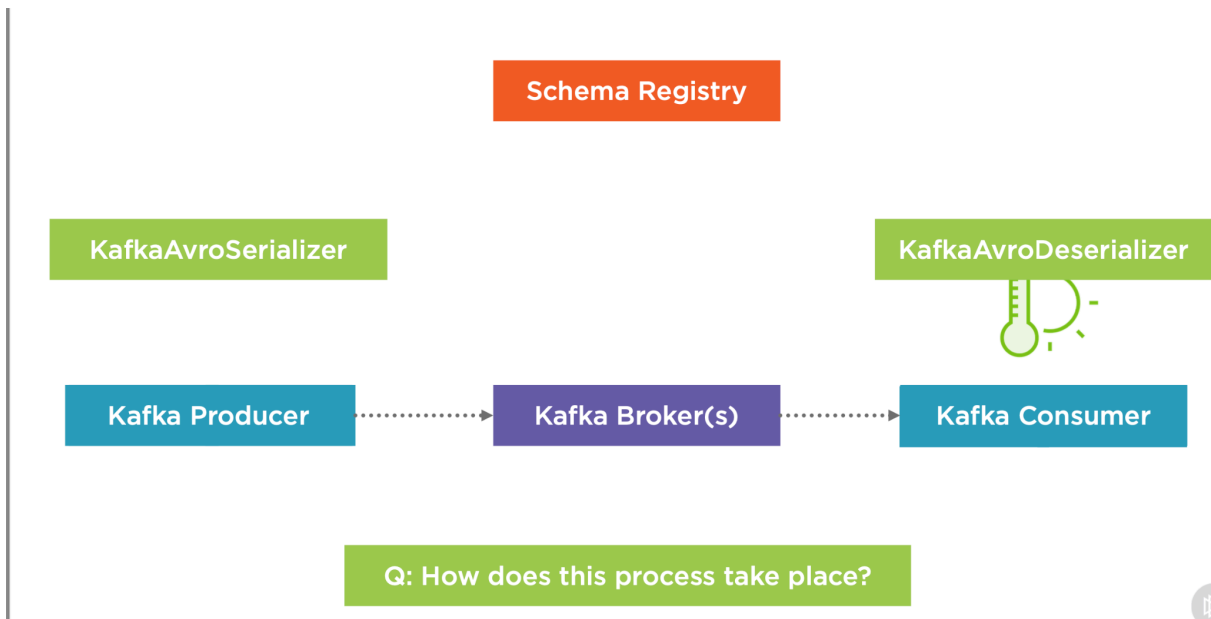 Schema Registry
KafkaAvroSerializer
KafkaAvroDeserializer
Kafka Producer
Kafka Broker(s)
Kafka Consumer
Q: How does this process take place?